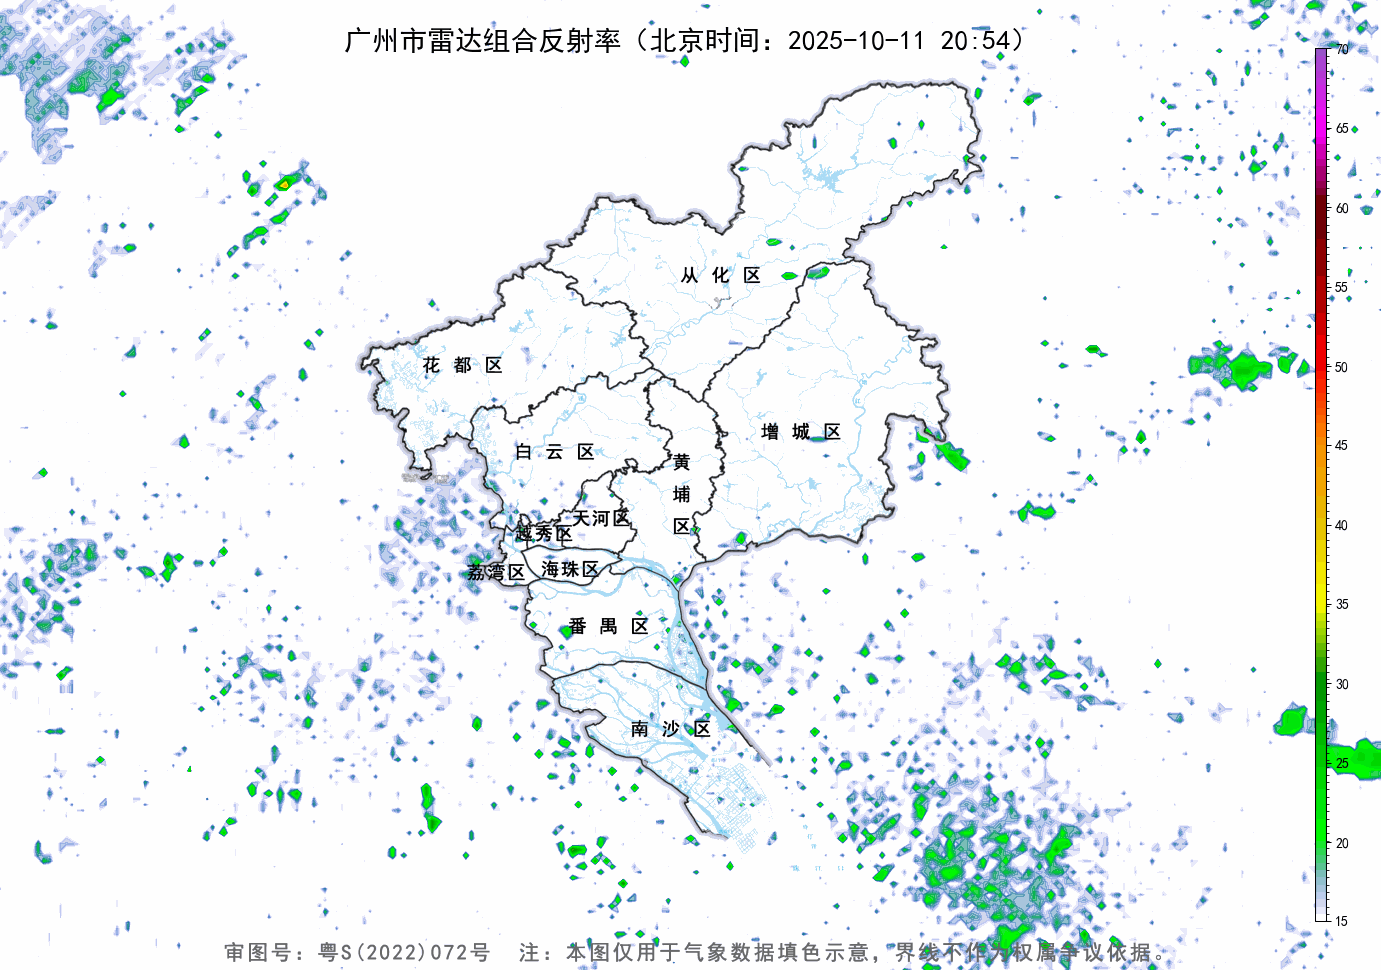 广州市雷达组合反射率（北京时间：2025-10-11 20:54）
70
65
60
55
50
45
40
35
30
25
20
15
从化区
花都区
增城区
白云区
黄埔区
天河区
越秀区
海珠区
荔湾区
番禺区
南沙区
审图号：粤S(2022)072号 注：本图仅用于气象数据填色示意，界线不作为权属争议依据。